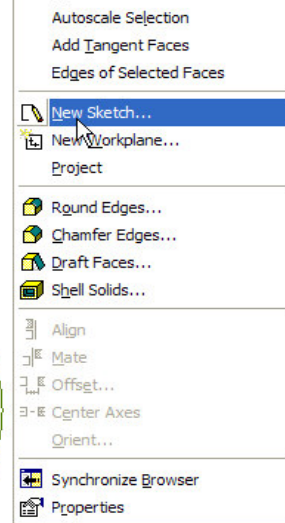 Autoscale Selection
Add Tangent Faces
Edges of Selected Faces
New Sketch...
New Workplane...
Project
Round Edges...
Chamfer Edges...
Draft Faces...
Shell Solids...
Align
Mate
Offset...
Center Axes
Orient...
Synchronize Browser
Properties